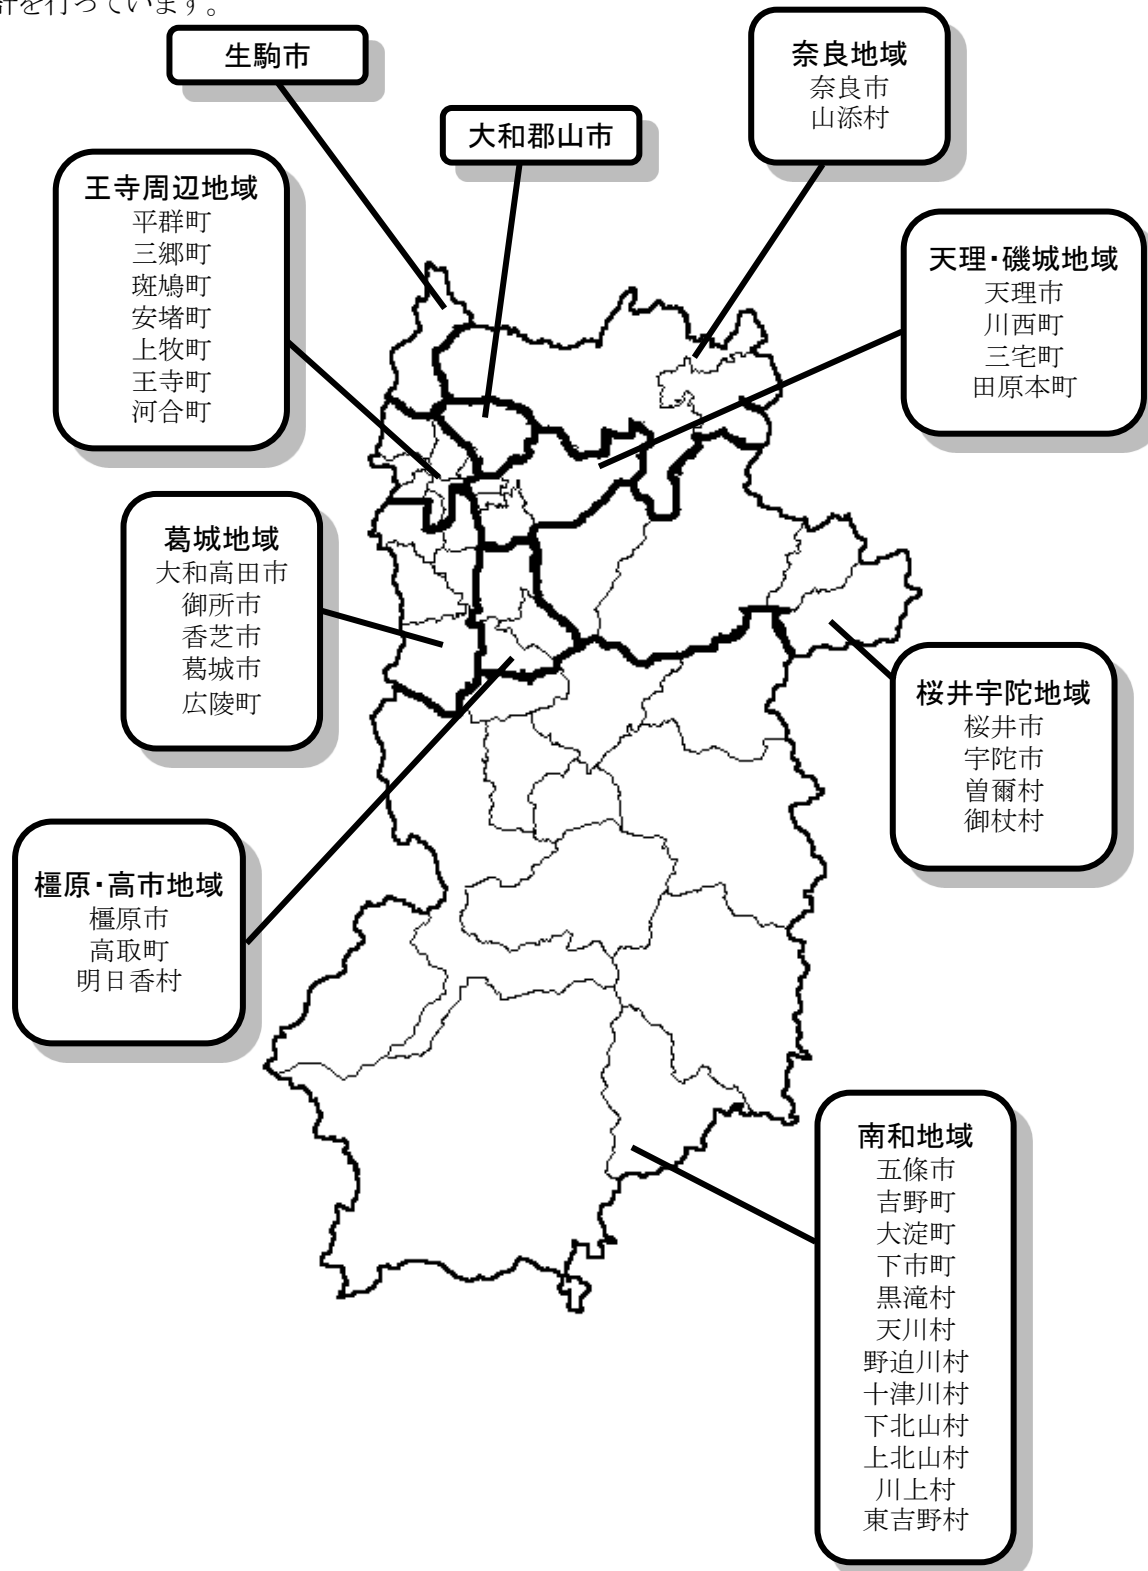 計を行っています。
生駒市
奈良地域
奈良市
山添村
大和郡山市
王寺周辺地域
平群町
三郷町
斑鳩町
安堵町
上牧町
王寺町
河合町
天理・磯城地域
天理市
川西町
三宅町
田原本町
葛城地域
大和高田市
御所市
香芝市
葛城市
広陵町
桜井宇陀地域
桜井市
宇陀市
曽爾村
御杖村
橿原・高市地域
橿原市
高取町
明日香村
南和地域
五條市
吉野町
大淀町
下市町
黒滝村
天川村
野迫川村
十津川村
下北山村
上北山村
川上村
東吉野村